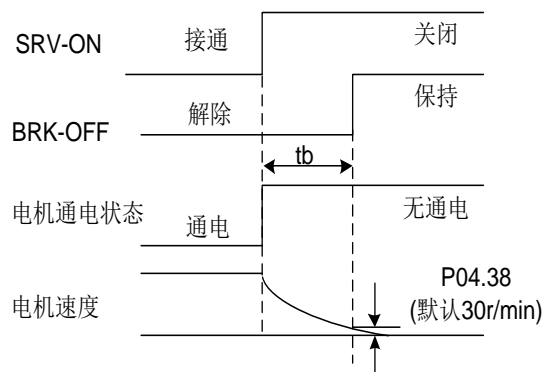 SRV-ON 接通 关闭
BRK-OFF 解除 保持
tb
电机通电状态 通电 无通电
电机速度
P04.38
(默认30r/min)